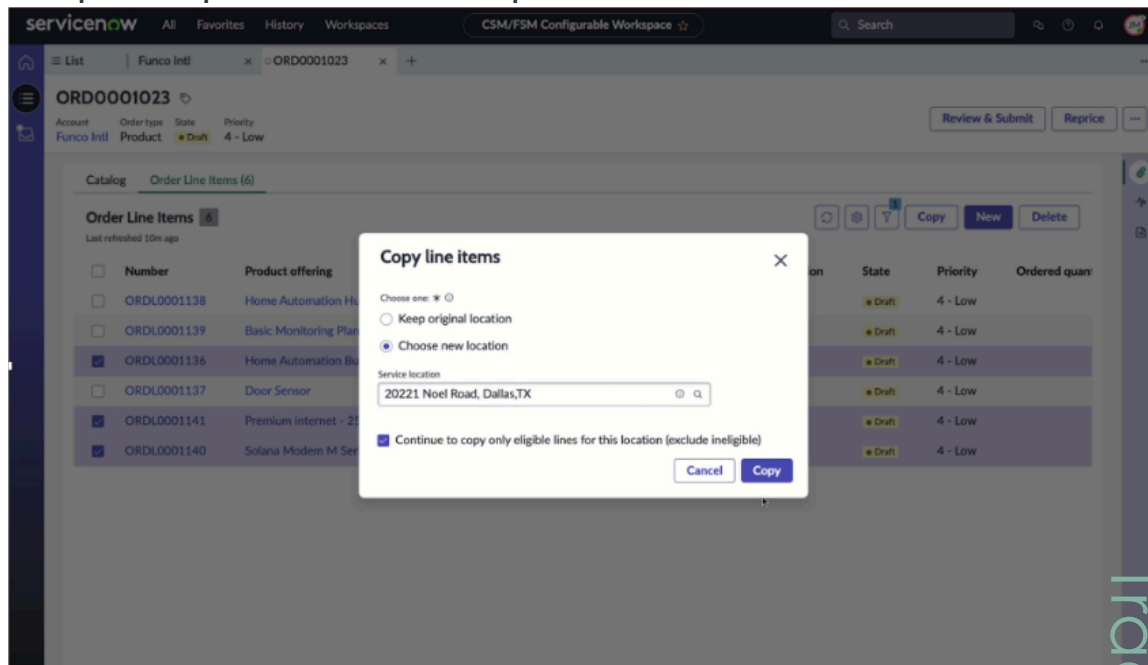 servicenow All Favorites History Workspaces CSM/FSM Configurable Workspace Search
List Funco Intl ORD0001023
ORD0001023
Account Order type State Priority
Funco Intl Product Draft 4 - Low
Review & Submit Reprice
Catalog Order Line Items (6)
Order Line Items 6
Last refreshed 10m ago
1
Copy New Delete
Number Product offering on State Priority Ordered quan
ORDL0001138 Home Automation Hu Draft 4 - Low
ORDL0001139 Basic Monitoring Plan Draft 4 - Low
ORDL0001136 Home Automation Bu Draft 4 - Low
ORDL0001137 Door Sensor Draft 4 - Low
ORDL0001141 Premium internet - 25 Draft 4 - Low
ORDL0001140 Solana Modem M Ser Draft 4 - Low
Copy line items
Choose one: *
Keep original location
Choose new location
Service location
20221 Noel Road, Dallas,TX
Continue to copy only eligible lines for this location (exclude ineligible)
Cancel Copy